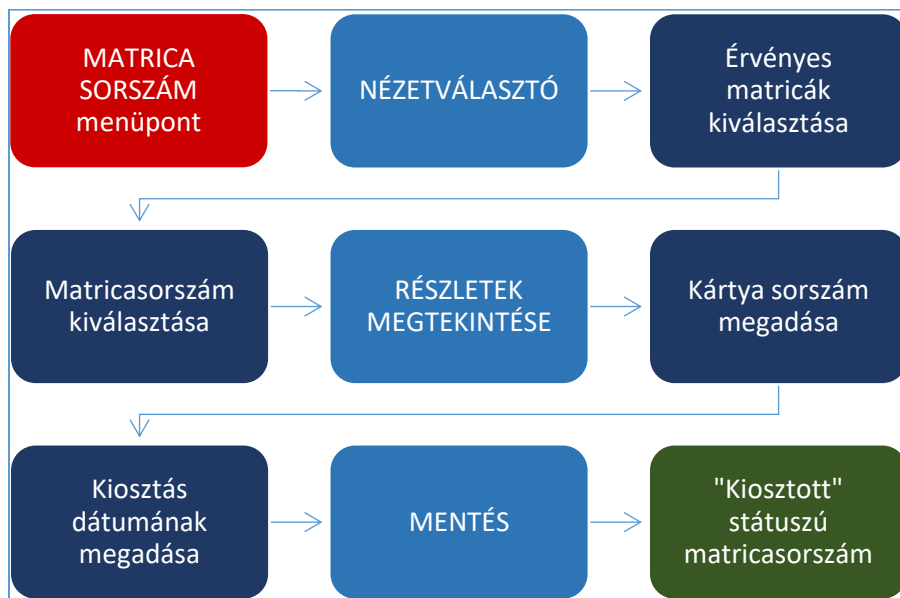 MATRICA
SORSZÁM
menüpont
NÉZETVÁLASZTÓ
Érvényes
matricák
kiválasztása
Matricasorszám
kiválasztása
RÉSZLETEK
MEGTEKINTÉSE
Kártya sorszám
megadása
Kiosztás
dátumának
megadása
MENTÉS
"Kiosztott"
státuszú
matricasorszám